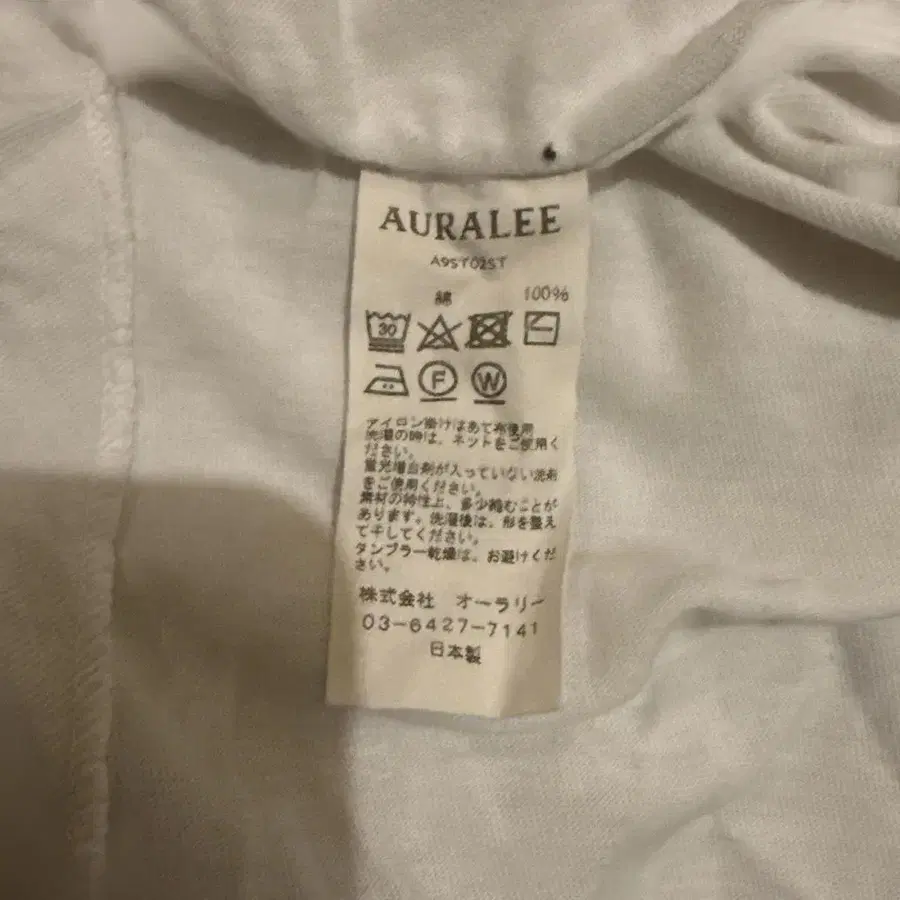 AURALEE
A9ST02ST
綿 100%
30
F W
アイロン掛けはあて布使用
洗濯の時は、ネットをご使用く
ださい。
蛍光増白剤が入っていない洗剤
をご使用ください。
素材の特性上、多少縮むことが
あります。洗濯後は、形を整え
て干してください。
タンブラー乾燥は、お避けくだ
さい。
株式会社 オーラリー
03-6427-7141
日本製